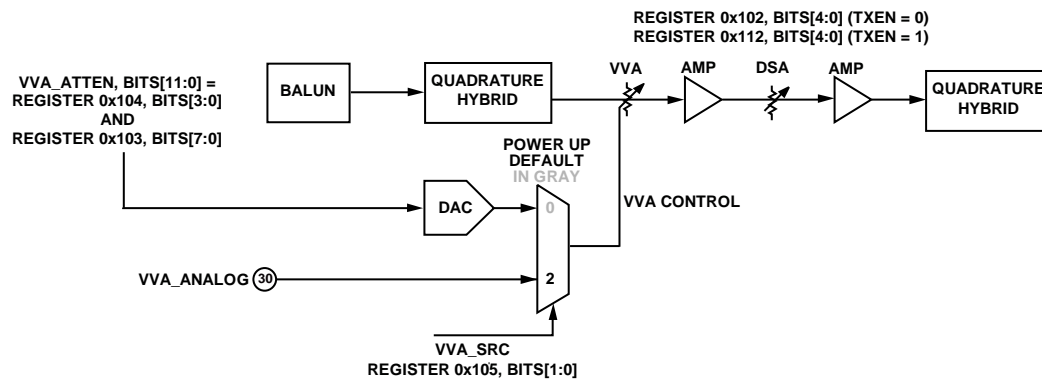 REGISTER 0x102, BITS[4:0] (TXEN = 0)
REGISTER 0x112, BITS[4:0] (TXEN = 1)
VVA_ATTEN, BITS[11:0] =
REGISTER 0x104, BITS[3:0]
AND
REGISTER 0x103, BITS[7:0]
BALUN
QUADRATURE
HYBRID
VVA
AMP
DSA
AMP
QUADRATURE
HYBRID
POWER UP
DEFAULT
IN GRAY
DAC
0
VVA CONTROL
VVA_ANALOG 30
2
VVA_SRC
REGISTER 0x105, BITS[1:0]